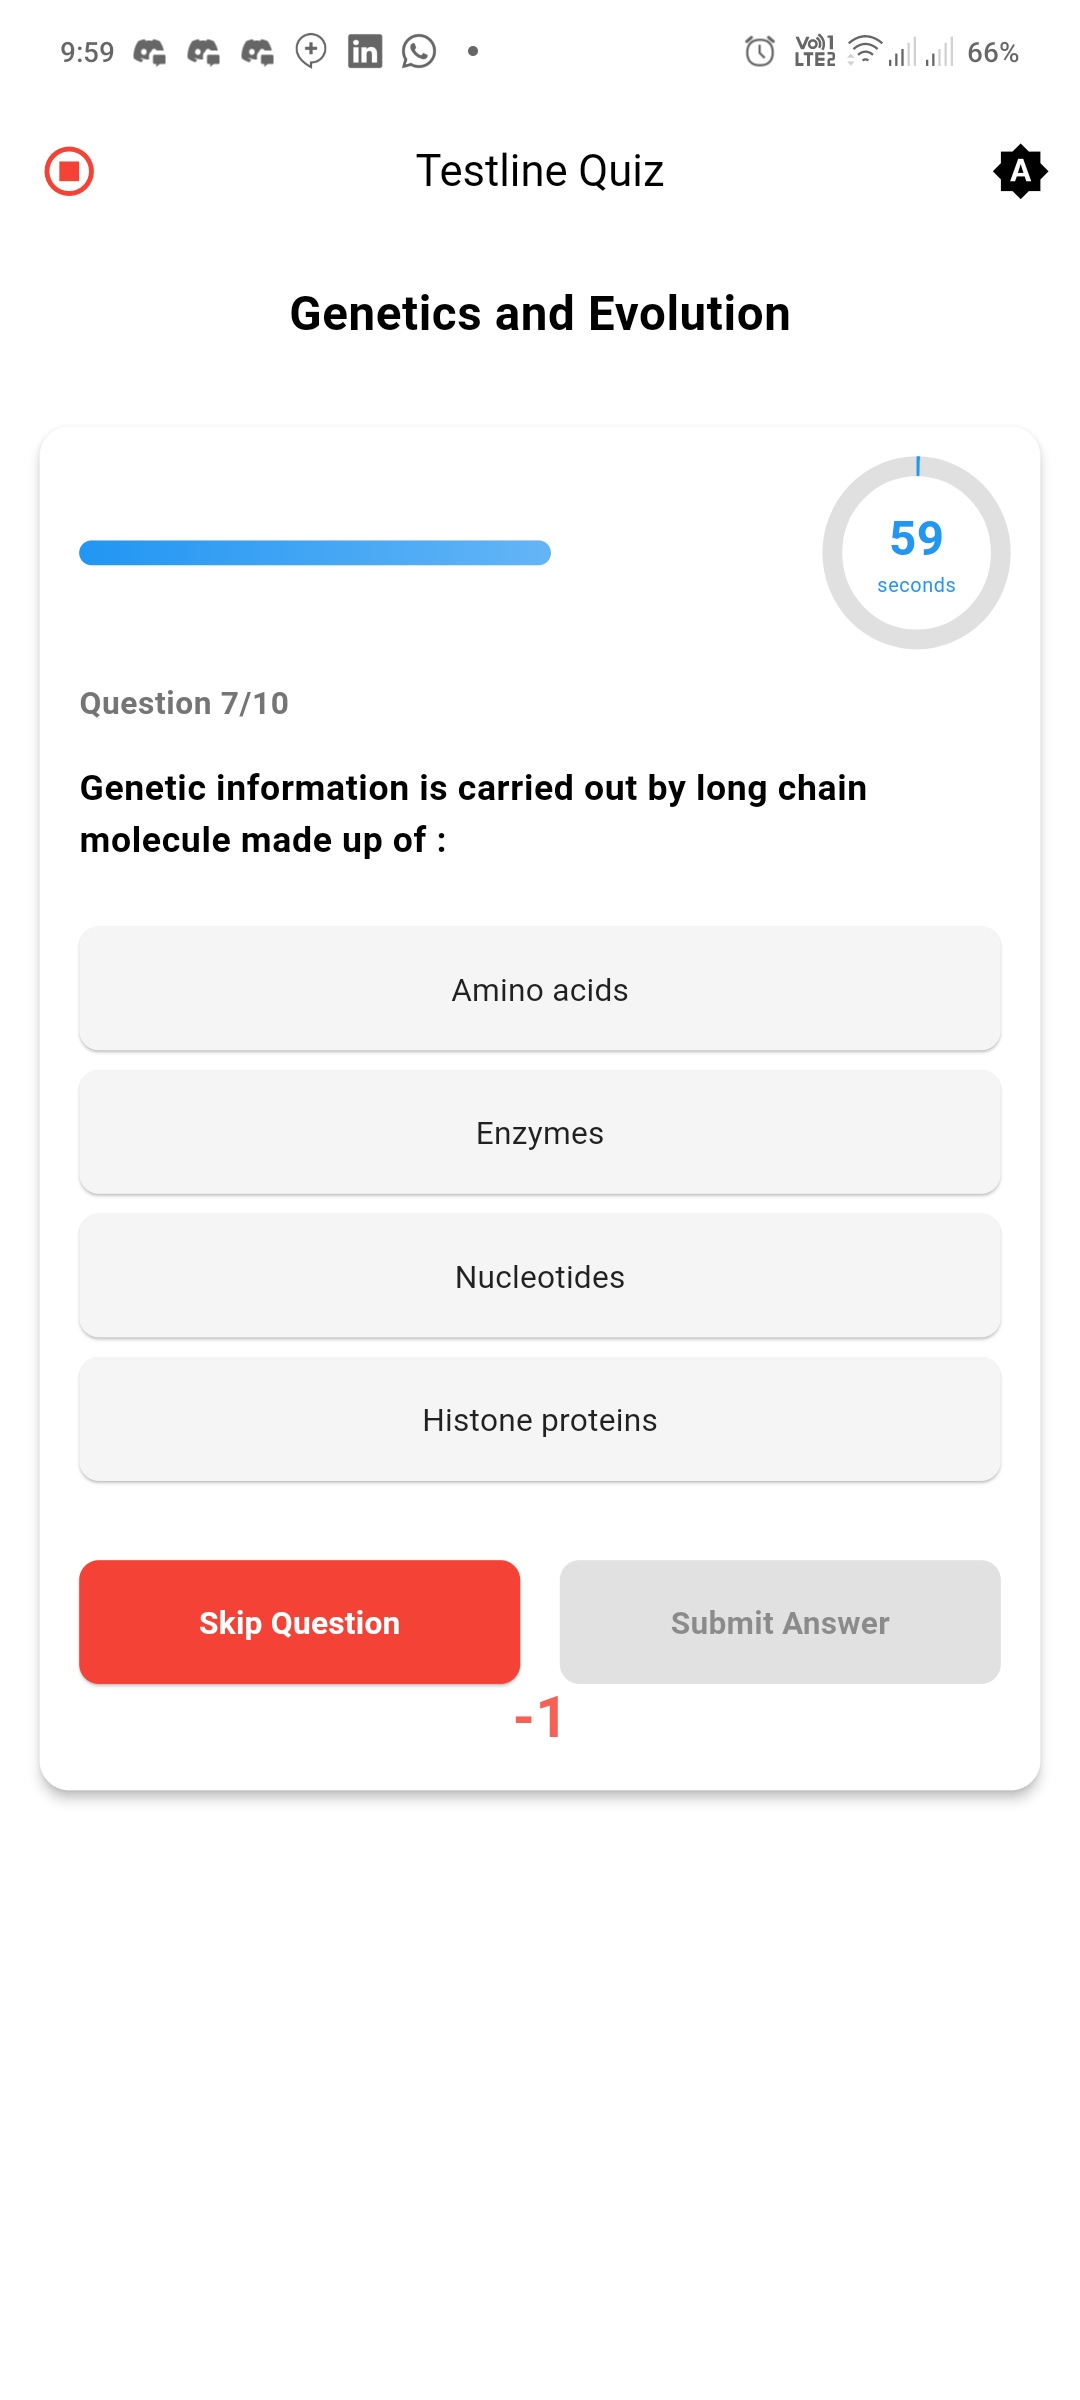 9:59
Vo))1
LTE2
66%
Testline Quiz
A
Genetics and Evolution
59
seconds
Question 7/10
Genetic information is carried out by long chain
molecule made up of :
Amino acids
Enzymes
Nucleotides
Histone proteins
Skip Question
Submit Answer
-1